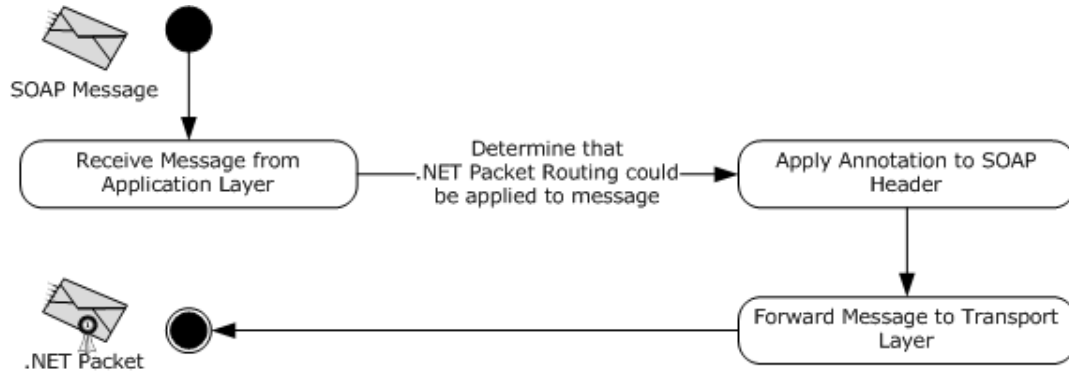 SOAP Message
Receive Message from
Application Layer
Determine that
.NET Packet Routing could
be applied to message
Apply Annotation to SOAP
Header
Forward Message to Transport
Layer
.NET Packet